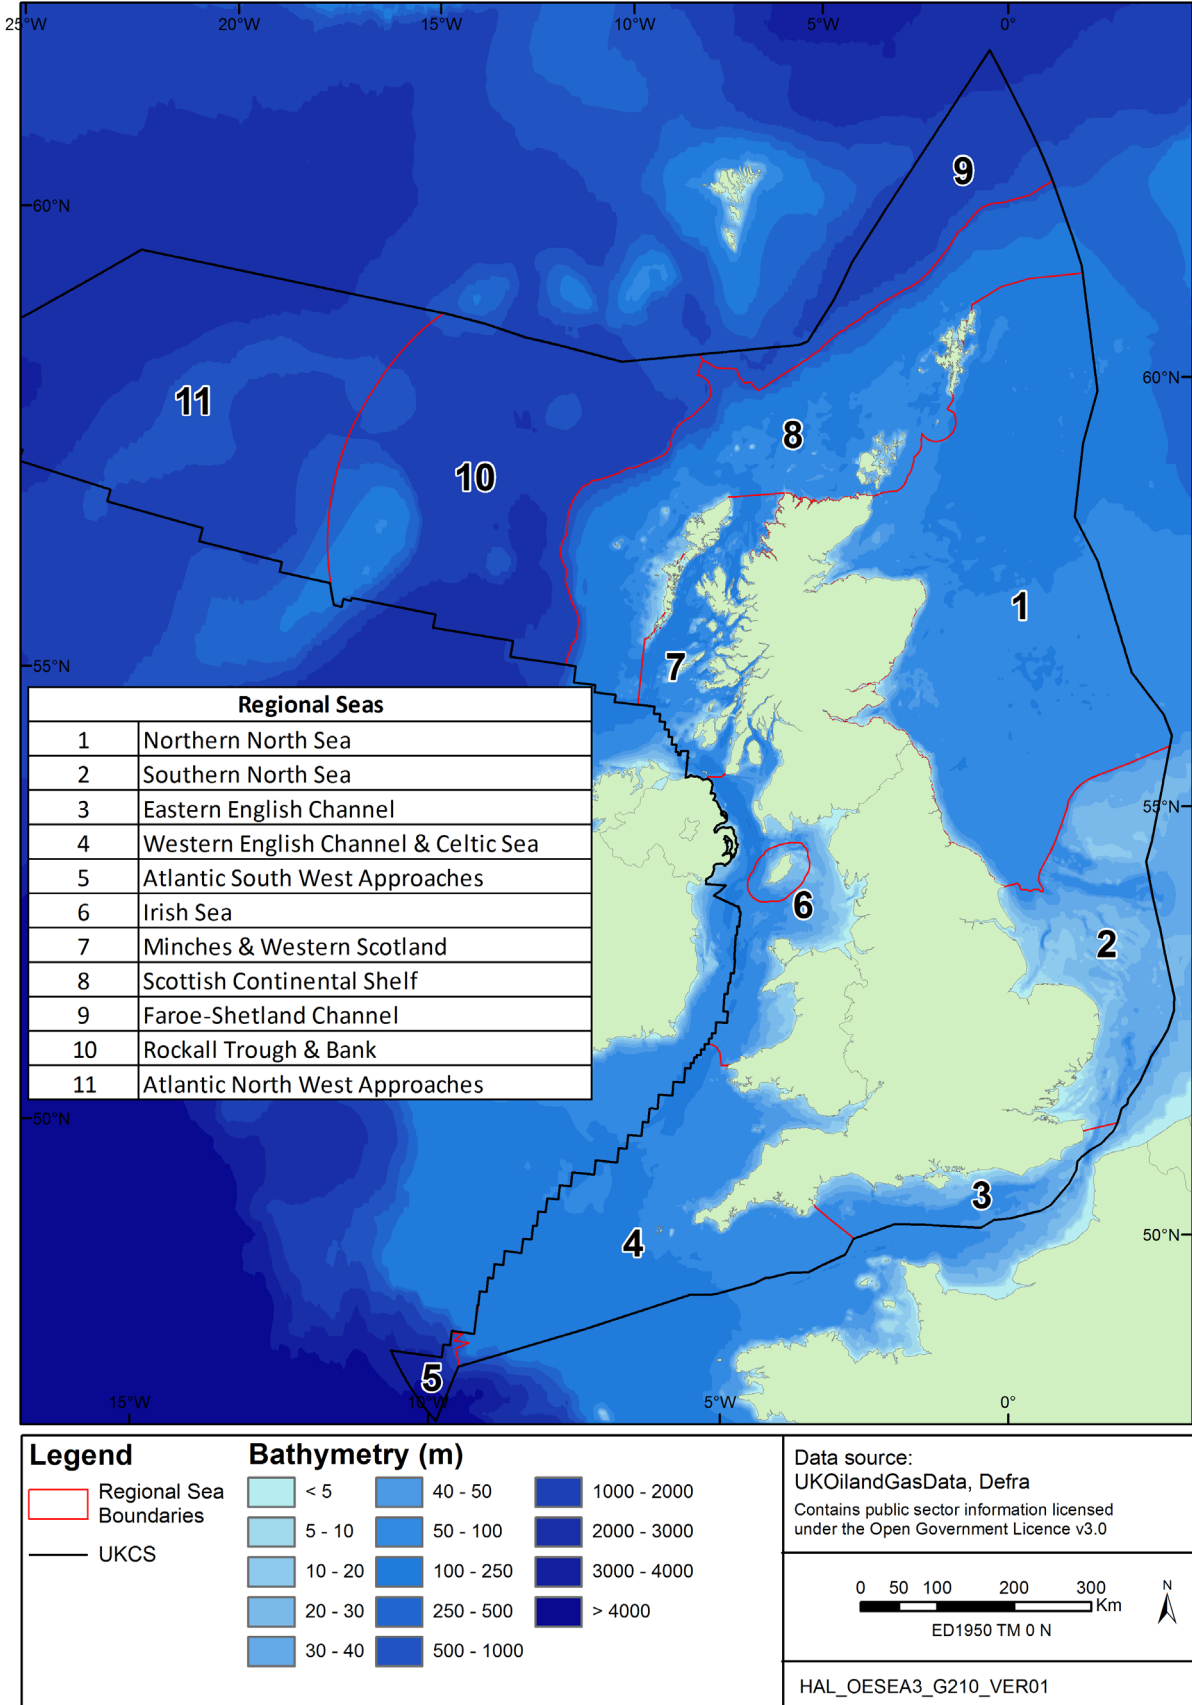 25°W 20°W 15°W 10°W 5°W 0°
9
60°N
60°N
11
8
10
1
7
55°N
Regional Seas
1 Northern North Sea
2 Southern North Sea
3 Eastern English Channel
4 Western English Channel & Celtic Sea
5 Atlantic South West Approaches
6 Irish Sea
7 Minches & Western Scotland
8 Scottish Continental Shelf
9 Faroe-Shetland Channel
10 Rockall Trough & Bank
11 Atlantic North West Approaches
55°N
6
2
50°N
3
4
50°N
5
15°W 10°W 5°W 0°
Legend
Regional Sea
Boundaries
UKCS
Bathymetry (m)
< 5
5 - 10
10 - 20
20 - 30
30 - 40
40 - 50
50 - 100
100 - 250
250 - 500
500 - 1000
1000 - 2000
2000 - 3000
3000 - 4000
> 4000
Data source:
UKOilandGasData, Defra
Contains public sector information licensed
under the Open Government Licence v3.0
0 50 100 200 300
Km
N
ED1950 TM 0 N
HAL_OESEA3_G210_VER01